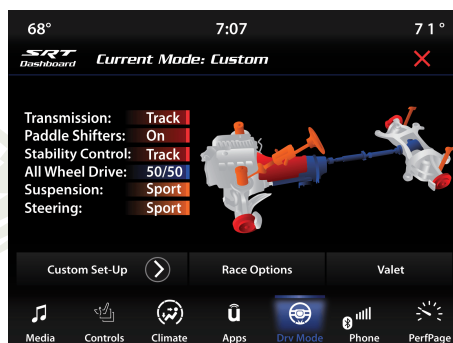 68° 7:07 71°
SRT Dashboard Current Mode: Custom
Transmission: Track
Paddle Shifters: On
Stability Control: Track
All Wheel Drive: 50/50
Suspension: Sport
Steering: Sport
Custom Set-Up Race Options Valet
Media Controls Climate Apps Drv Mode Phone PerfPage